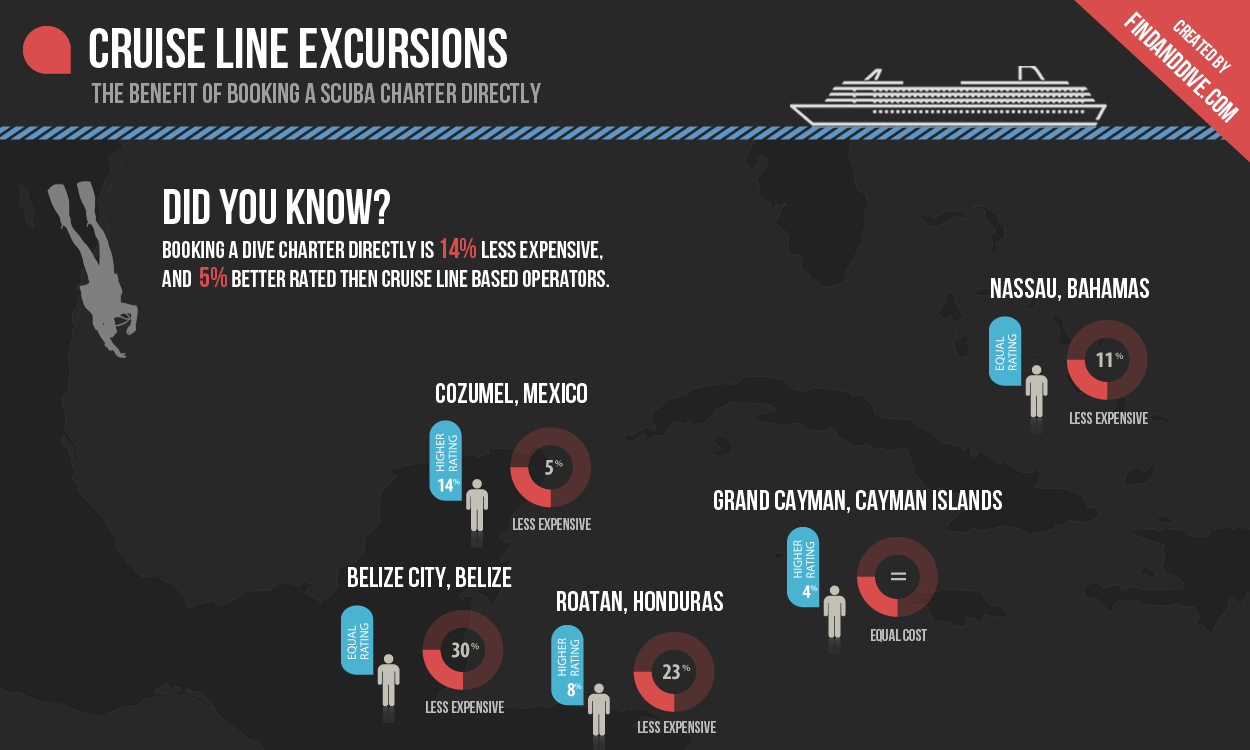 CRUISE LINE EXCURSIONS
THE BENEFIT OF BOOKING A SCUBA CHARTER DIRECTLY
CREATED BY
FINDANDDIVE.COM
DID YOU KNOW?
BOOKING A DIVE CHARTER DIRECTLY IS 14% LESS EXPENSIVE,
AND 5% BETTER RATED THEN CRUISE LINE BASED OPERATORS.
NASSAU, BAHAMAS
EQUAL
RATING
11%
LESS EXPENSIVE
COZUMEL, MEXICO
HIGHER
RATING
14%
5%
LESS EXPENSIVE
GRAND CAYMAN, CAYMAN ISLANDS
HIGHER
RATING
4%
=
EQUAL COST
BELIZE CITY, BELIZE
EQUAL
RATING
30%
LESS EXPENSIVE
ROATAN, HONDURAS
HIGHER
RATING
8%
23%
LESS EXPENSIVE